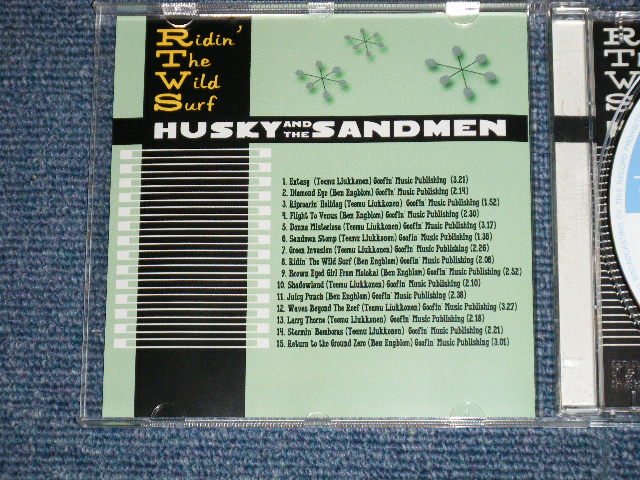 Ridin'
The
Wild
Surf
HUSKY AND THE SANDMEN
1. Extasy (Teemu Liukkonen) Goofin' Music Publishing (3.21)
2. Diamond Eye (Ben Engblom) Goofin' Music Publishing (2.14)
3. Riproarin' Holiday (Teemu Liukkonen) Goofin' Music Publishing (1.52)
4. Flight To Venus (Ben Engblom) Goofin' Music Publishing (2.30)
5. Donna Misteriosa (Teemu Liukkonen) Goofin' Music Publishing (3.17)
6. Sandmen Stomp (Teemu Liukkonen) Goofin' Music Publishing (1.36)
7. Green Invasion (Teemu Liukkonen) Goofin' Music Publishing (2.26)
8. Ridin' The Wild Surf (Ben Engblom) Goofin' Music Publishing (2.08)
9. Brown Eyed Girl From Molokai (Ben Engblom) Goofin' Music Publishing (2.52)
10. Shadowland (Teemu Liukkonen) Goofin' Music Publishing (2.10)
11. Juicy Punch (Ben Engblom) Goofin' Music Publishing (2.38)
12. Waves Beyond The Reef (Teemu Liukkonen) Goofin' Music Publishing (3.27)
13. Larry Thorne (Teemu Liukkonen) Goofin' Music Publishing (2.18)
14. Stormin' Bomboras (Teemu Liukkonen) Goofin' Music Publishing (2.21)
15. Return to the Ground Zero (Ben Engblom) Goofin' Music Publishing (3.01)
R
T
W
S
CASTING OF THIS RECORD